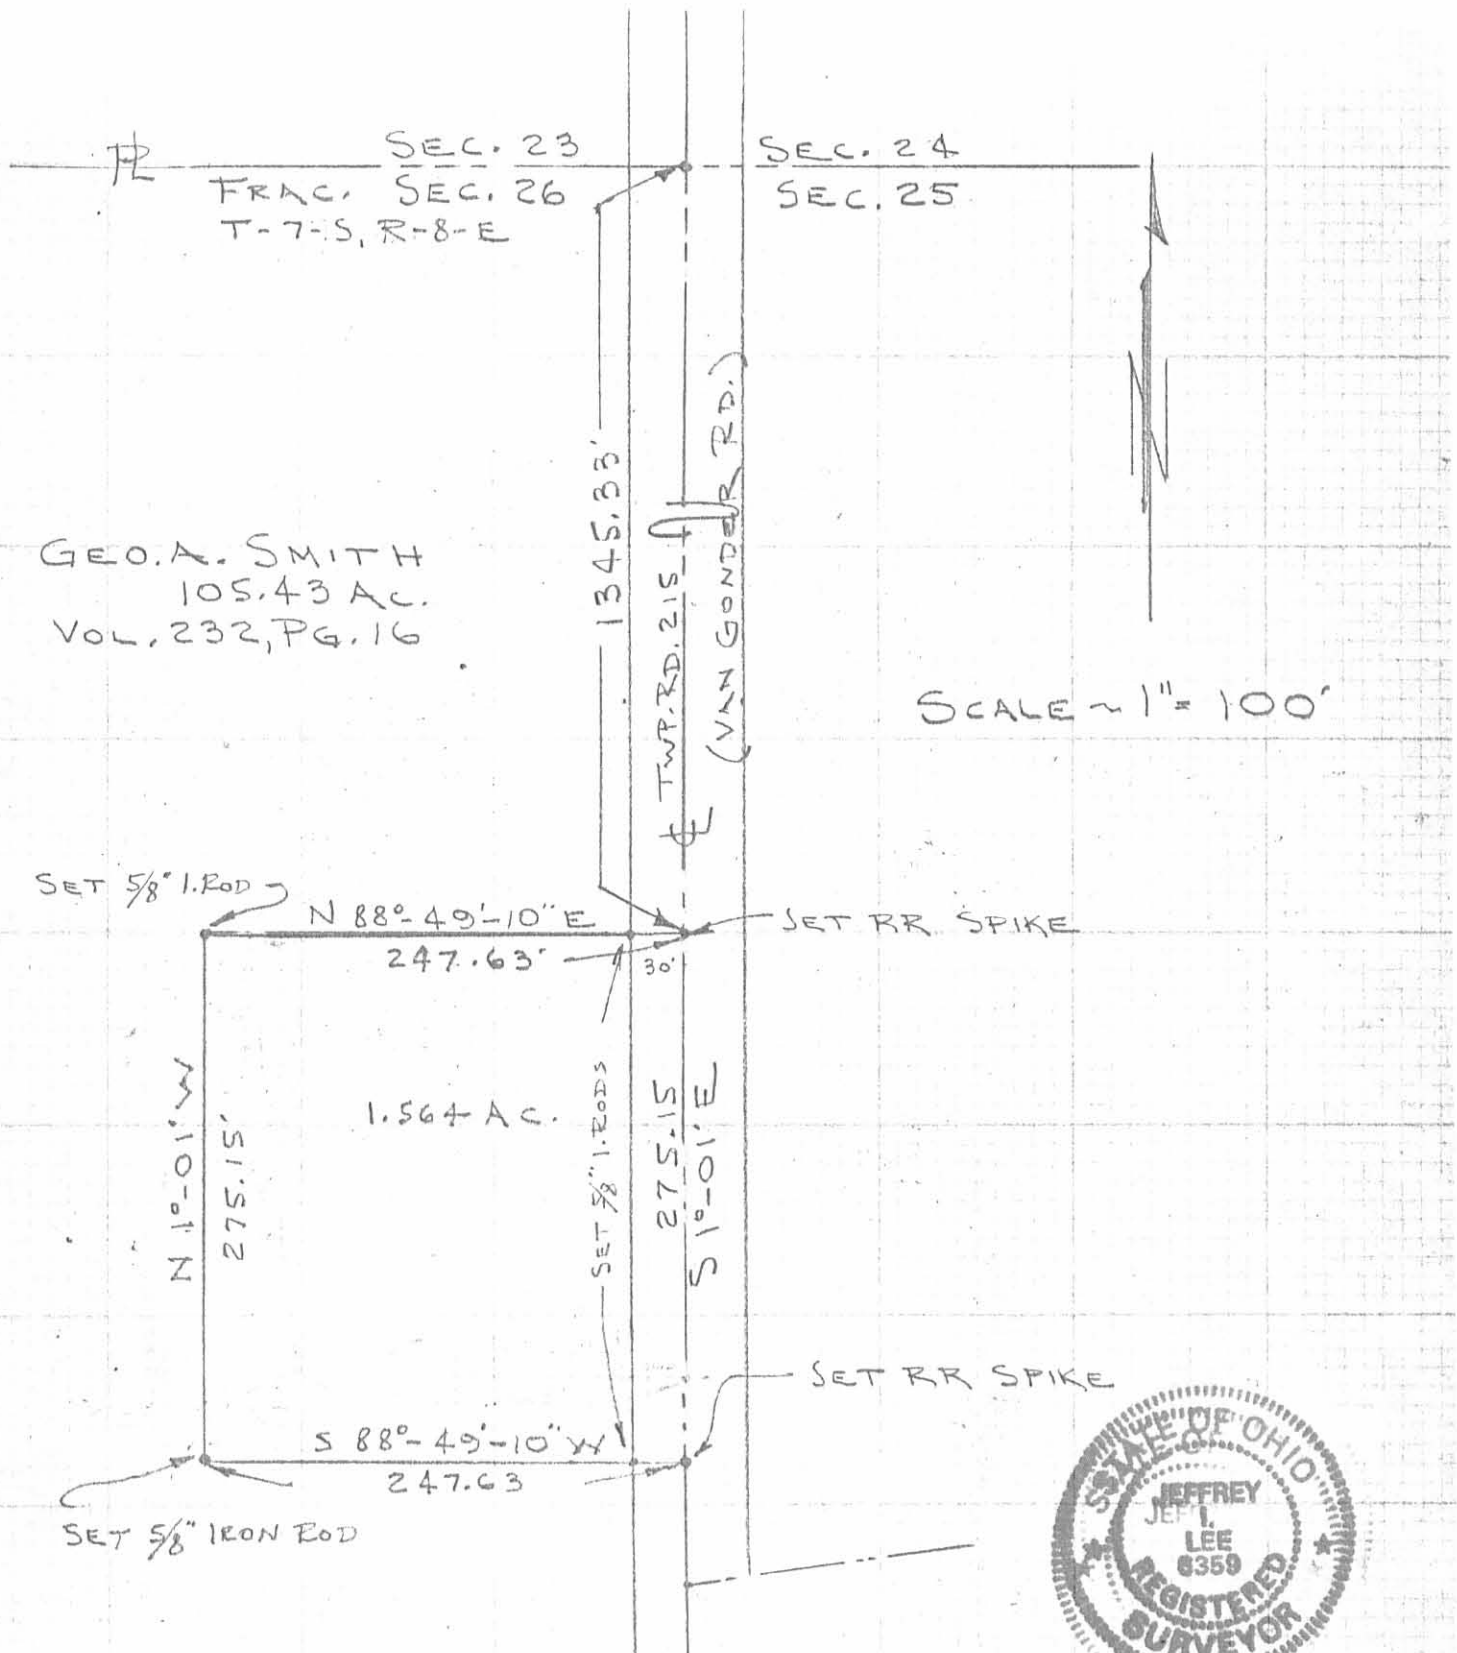 SEC. 23
SEC. 24
PL
FRAC. SEC. 26
SEC. 25
T-7-S, R-8-E
N
1345.33'
TWP. RD. 215
(VAN GONDER RD.)
GEO. A. SMITH
105.43 AC.
VOL. 232, PG. 16
SCALE ~ 1" = 100'
CL
SET 5/8" I. ROD
N 88°-49'-10" E
247.63'
30'
SET RR SPIKE
N 1°-01' W
275.15'
1.564 AC.
SET 5/8" I. RODS
275.15
S 1°-01' E
SET RR SPIKE
S 88°-49'-10" W
247.63
SET 5/8" IRON ROD
STATE OF OHIO
JEFFREY
I.
LEE
6359
REGISTERED
SURVEYOR